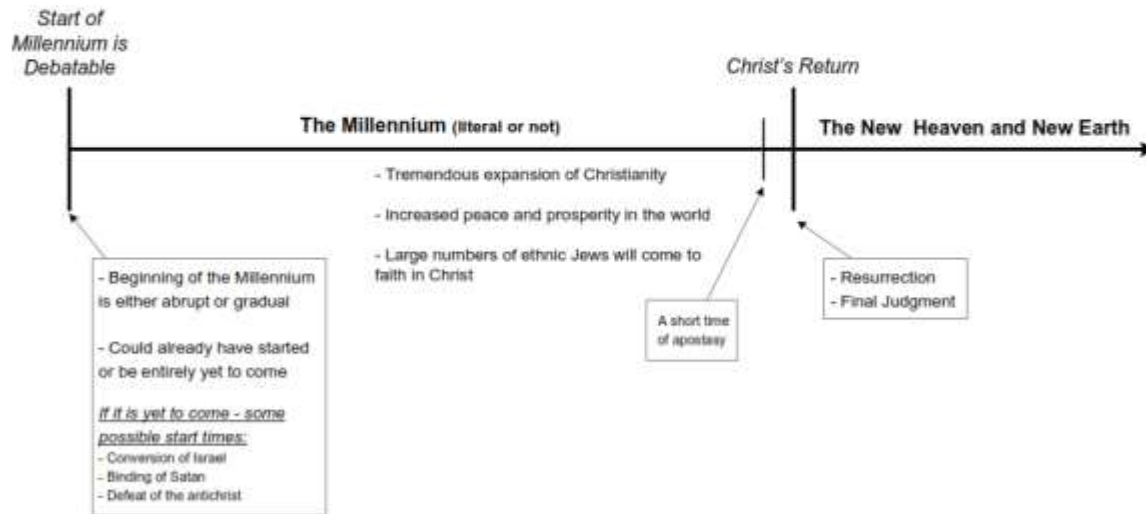 Start of
Millennium is
Debatable
Christ's Return
The Millennium (literal or not)
The New Heaven and New Earth
- Tremendous expansion of Christianity
- Increased peace and prosperity in the world
- Large numbers of ethnic Jews will come to
faith in Christ
- Beginning of the Millennium
is either abrupt or gradual
- Could already have started
or be entirely yet to come
If it is yet to come - some
possible start times:
- Conversion of Israel
- Binding of Satan
- Defeat of the antichrist
A short time
of apostasy
- Resurrection
- Final Judgment